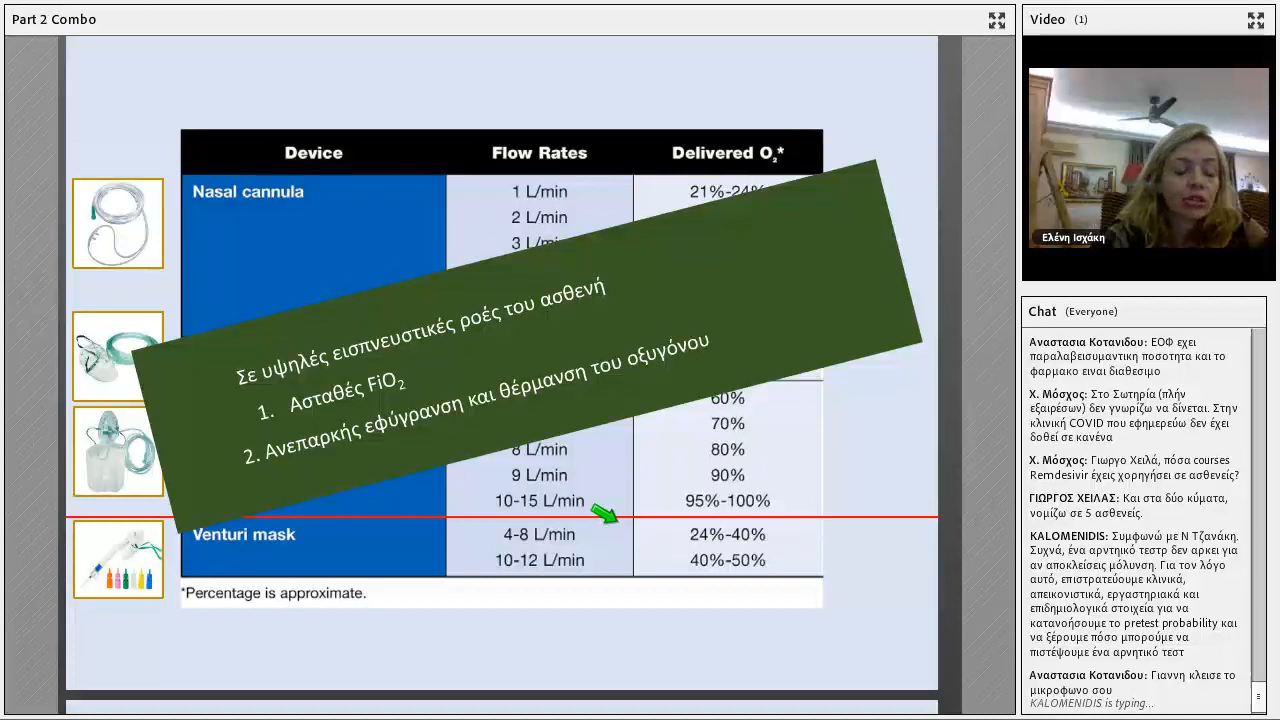 Part 2 Combo
Device Flow Rates Delivered O₂*
Nasal cannula 1 L/min
2 L/min
Σε υψηλές εισπνευστικές ροές του ασθενή
1. Ασταθές FiO₂
2. Ανεπαρκής εφύγρανση και θέρμανση του οξυγόνου
60%
70%
8 L/min 80%
9 L/min 90%
10-15 L/min 95%-100%
Venturi mask 4-8 L/min 24%-40%
10-12 L/min 40%-50%
*Percentage is approximate.
Video (1)
Ελένη Ισχάκη
Chat (Everyone)
Αναστασια Κοτανιδου: ΕΟΦ εχει
παραλαβεισυμαντικη ποσοτητα και το
φαρμακο ειναι διαθεσιμο
Χ. Μόσχος: Στο Σωτηρία (πλήν
εξαιρέσων) δεν γνωρίζω να δίνεται. Στην
κλινική COVID που εφημερεύω δεν έχει
δοθεί σε κανένα
Χ. Μόσχος: Γιωργο Χειλά, πόσα courses
Remdesivir έχεις χορηγήσει σε ασθενείς?
ΓΙΩΡΓΟΣ ΧΕΙΛΑΣ: Και στα δύο κύματα,
νομίζω σε 5 ασθενείς.
KALOMENIDIS: Συμφωνώ με Ν Τζανάκη.
Συχνά, ένα αρντητικό τεστρ δεν αρκει για
αν αποκλείσεις μόλυνση. Για τον λόγο
αυτό, επιστρατεύουμε κλινικά,
απεικονιστικά, εργαστηριακά και
επιδημιολογικά στοιχεία για να
κατανοήσουμε το pretest probability και
να ξέρουμε πόσο μπορούμε να
πιστέψουμε ένα αρνητικό τεστ
Αναστασια Κοτανιδου: Γιαννη κλεισε το
μικροφωνο σου
KALOMENIDIS is typing...